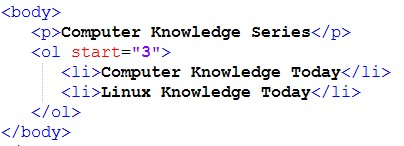 <body>
<p>Computer Knowledge Series</p>
<ol start="3">
<li>Computer Knowledge Today</li>
<li>Linux Knowledge Today</li>
</ol>
</body>